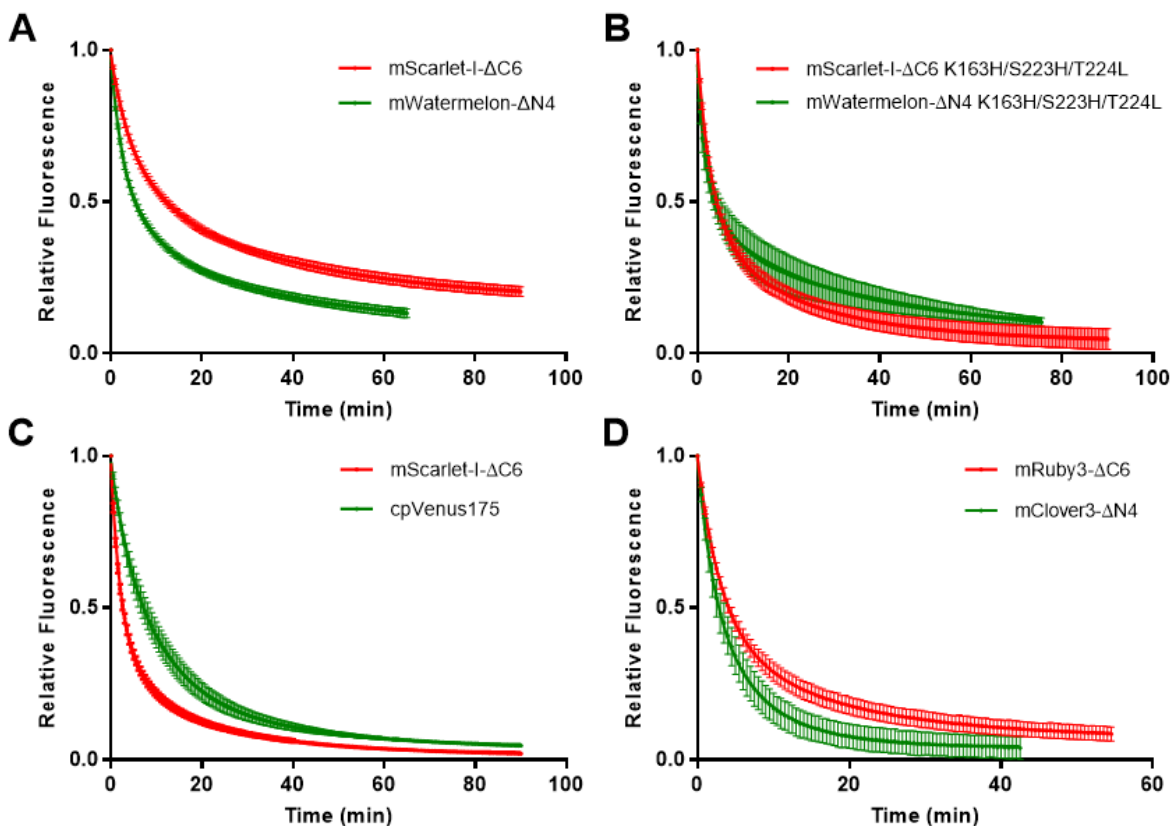 A
1.0
0.5
0.0
Relative Fluorescence
mScarlet-I-ΔC6
mWatermelon-ΔN4
0 20 40 60 80 100
Time (min)
B
1.0
0.5
0.0
Relative Fluorescence
mScarlet-I-ΔC6 K163H/S223H/T224L
mWatermelon-ΔN4 K163H/S223H/T224L
0 20 40 60 80 100
Time (min)
C
1.0
0.5
0.0
Relative Fluorescence
mScarlet-I-ΔC6
cpVenus175
0 20 40 60 80 100
Time (min)
D
1.0
0.5
0.0
Relative Fluorescence
mRuby3-ΔC6
mClover3-ΔN4
0 20 40 60
Time (min)